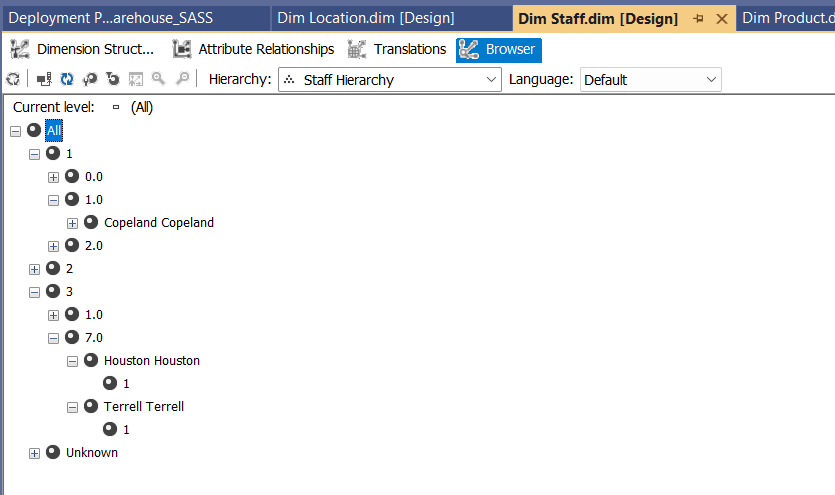 Deployment P...arehouse_SASS Dim Location.dim [Design] Dim Staff.dim [Design] Dim Product.d
Dimension Struct... Attribute Relationships Translations Browser
Hierarchy: Staff Hierarchy Language: Default
Current level: (All)
All
1
0.0
1.0
Copeland Copeland
2.0
2
3
1.0
7.0
Houston Houston
1
Terrell Terrell
1
Unknown